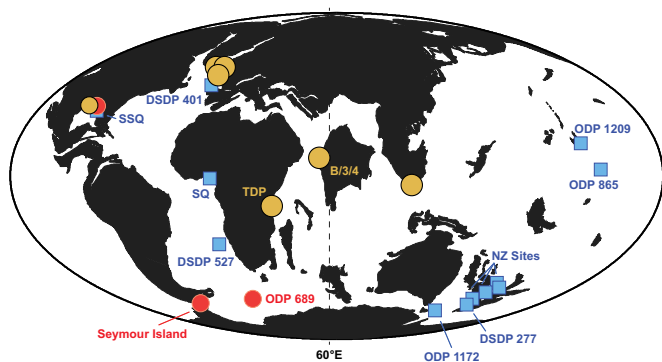 DSDP 401
SSQ
ODP 1209
ODP 865
B/3/4
SQ
TDP
NZ Sites
DSDP 527
ODP 689
Seymour Island
DSDP 277
ODP 1172
60°E